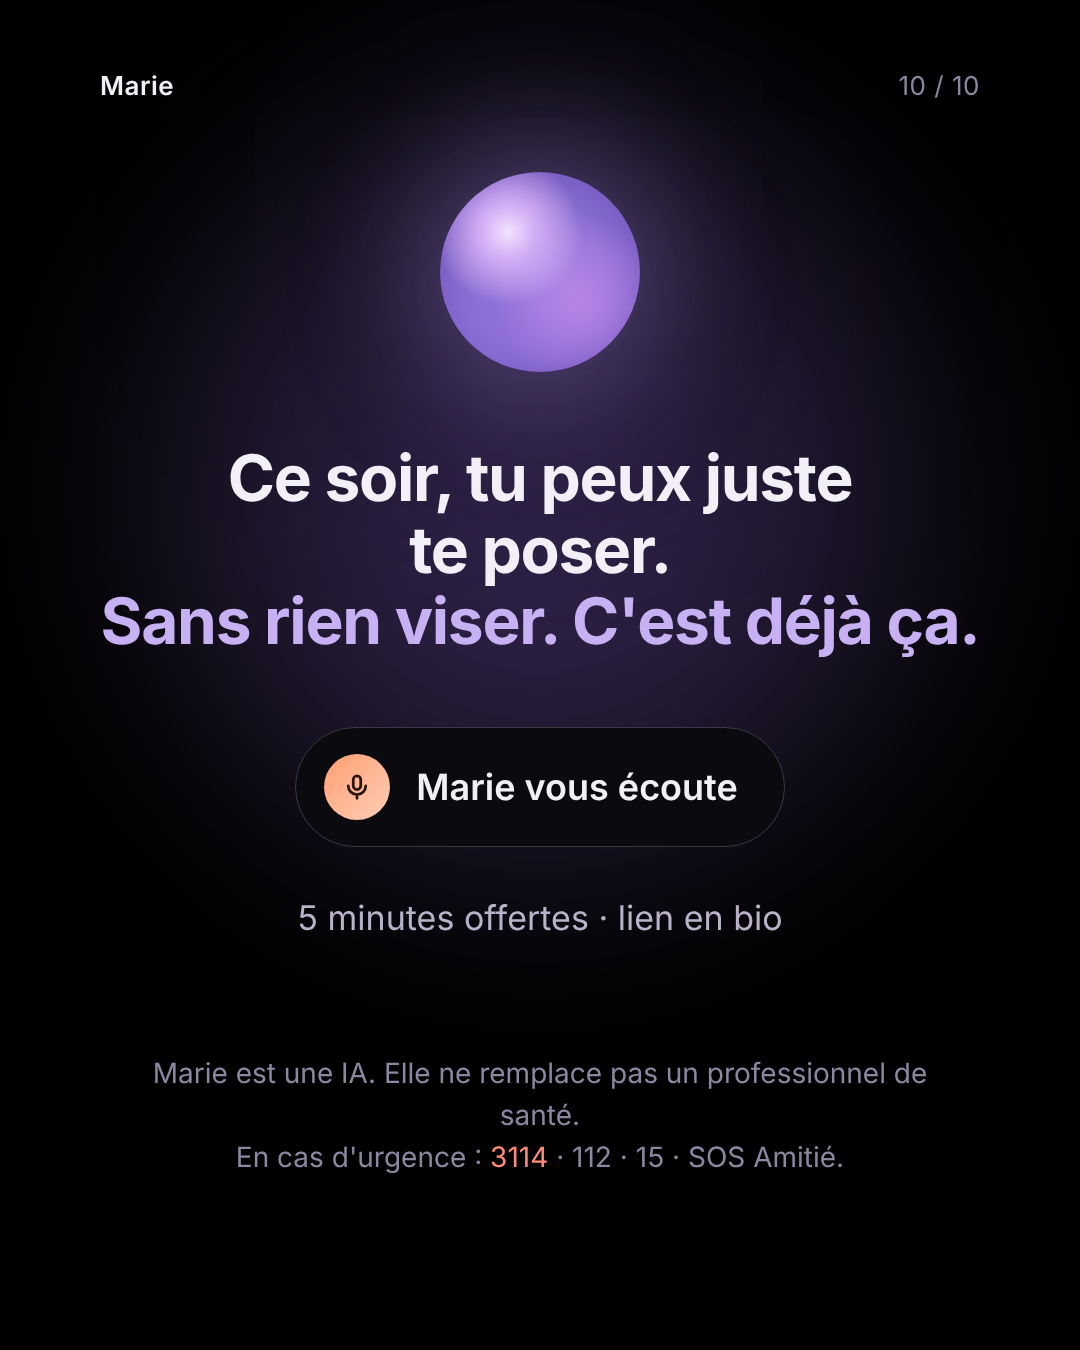 Marie
10 / 10
Ce soir, tu peux juste
te poser.
Sans rien viser. C'est déjà ça.
Marie vous écoute
5 minutes offertes · lien en bio
Marie est une IA. Elle ne remplace pas un professionnel de
santé.
En cas d'urgence : 3114 · 112 · 15 · SOS Amitié.